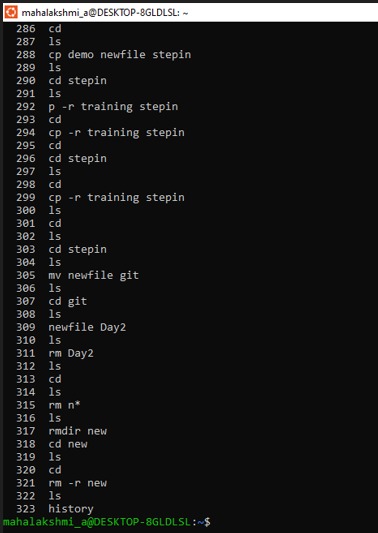 mahalakshmi_a@DESKTOP-8GLDLSL: ~
286 cd
287 ls
288 cp demo newfile stepin
289 ls
290 cd stepin
291 ls
292 p -r training stepin
293 cd
294 cp -r training stepin
295 cd
296 cd stepin
297 ls
298 cd
299 cp -r training stepin
300 ls
301 cd
302 ls
303 cd stepin
304 ls
305 mv newfile git
306 ls
307 cd git
308 ls
309 newfile Day2
310 ls
311 rm Day2
312 ls
313 cd
314 ls
315 rm n*
316 ls
317 rmdir new
318 cd new
319 ls
320 cd
321 rm -r new
322 ls
323 history
mahalakshmi_a@DESKTOP-8GLDLSL:~$